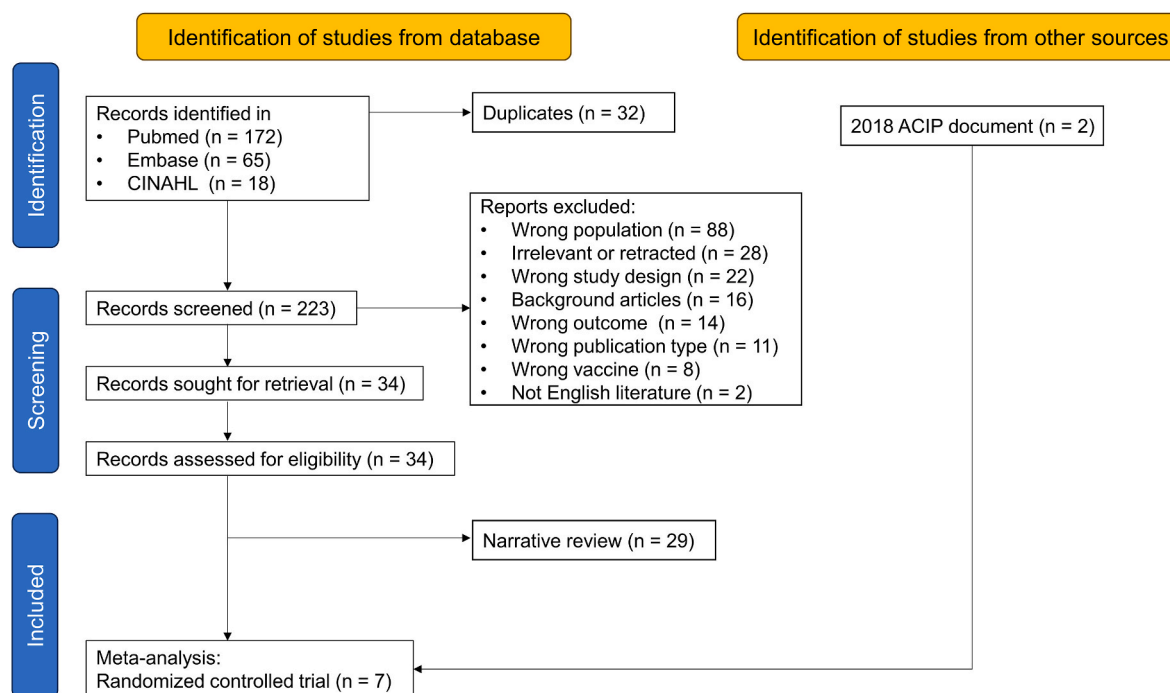 Identification of studies from database
Identification of studies from other sources
Identification
Records identified in
• Pubmed (n = 172)
• Embase (n = 65)
• CINAHL (n = 18)
Duplicates (n = 32)
2018 ACIP document (n = 2)
Reports excluded:
• Wrong population (n = 88)
• Irrelevant or retracted (n = 28)
• Wrong study design (n = 22)
• Background articles (n = 16)
• Wrong outcome (n = 14)
• Wrong publication type (n = 11)
• Wrong vaccine (n = 8)
• Not English literature (n = 2)
Screening
Records screened (n = 223)
Records sought for retrieval (n = 34)
Records assessed for eligibility (n = 34)
Included
Narrative review (n = 29)
Meta-analysis:
Randomized controlled trial (n = 7)